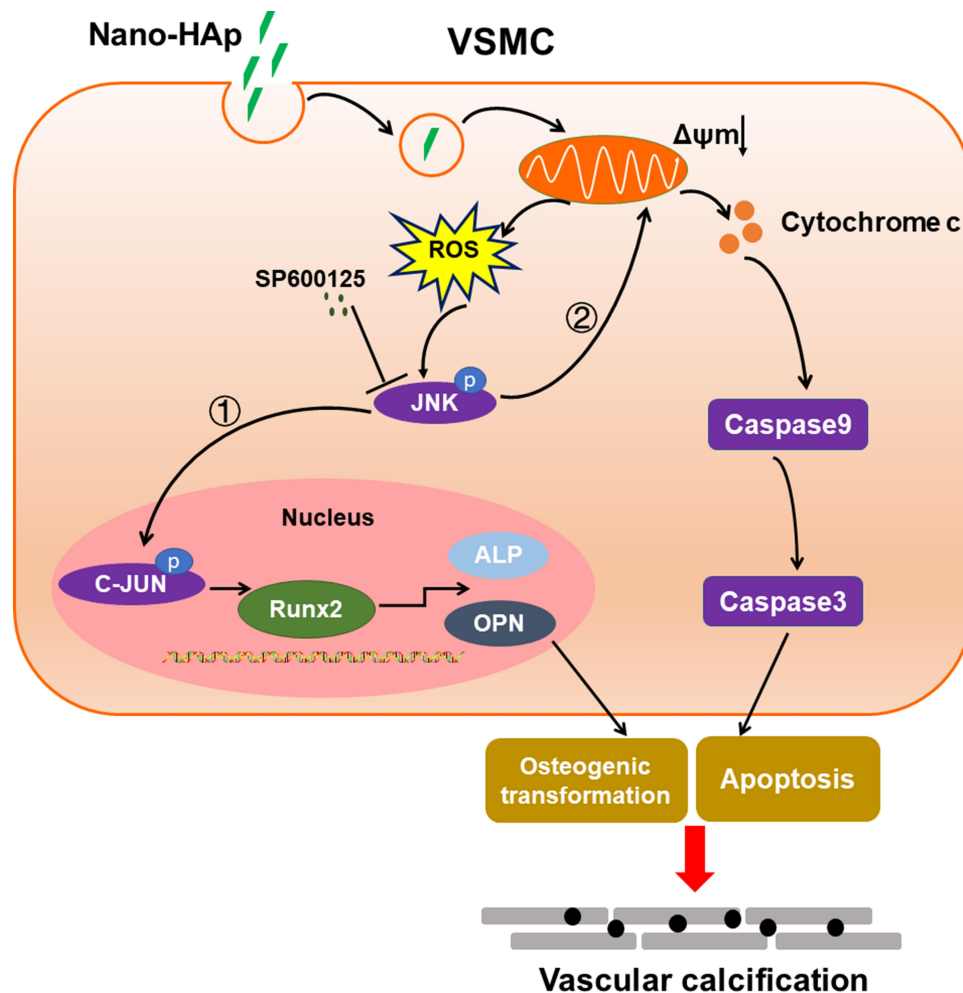 Nano-HAp
VSMC
Δψm
Cytochrome c
ROS
SP600125
②
p
JNK
①
Caspase9
Nucleus
ALP
p
C-JUN
Runx2
OPN
Caspase3
Osteogenic
transformation
Apoptosis
Vascular calcification